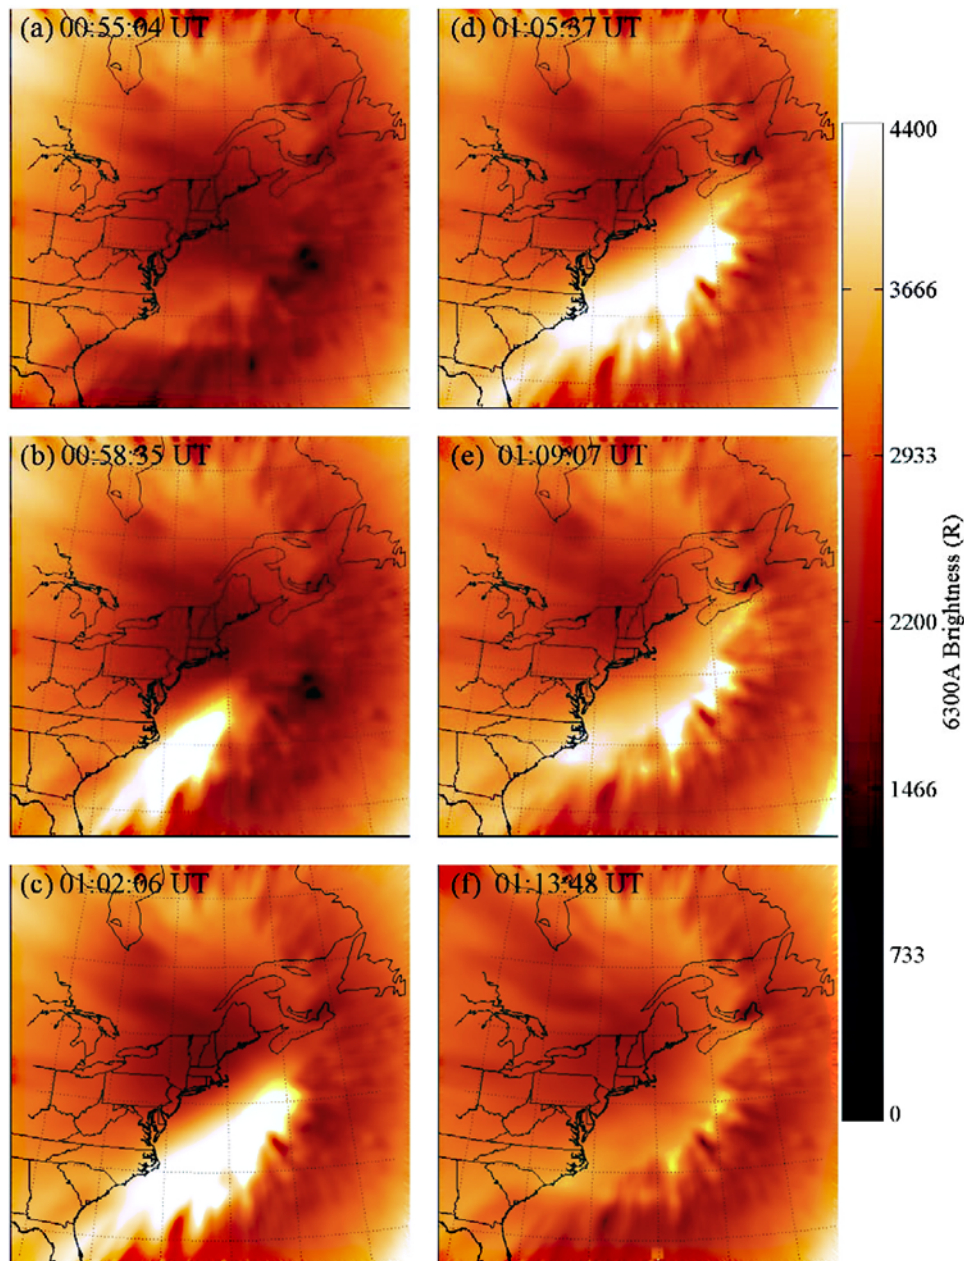 (a) 00:55:04 UT
(b) 00:58:35 UT
(c) 01:02:06 UT
(d) 01:05:37 UT
(e) 01:09:07 UT
(f) 01:13:48 UT
4400
3666
2933
2200
1466
733
0
6300A Brightness (R)